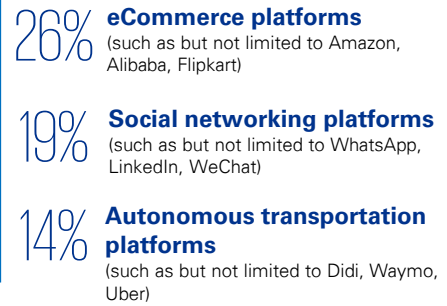 26% eCommerce platforms
(such as but not limited to Amazon,
Alibaba, Flipkart)
19% Social networking platforms
(such as but not limited to WhatsApp,
LinkedIn, WeChat)
14% Autonomous transportation
platforms
(such as but not limited to Didi, Waymo,
Uber)